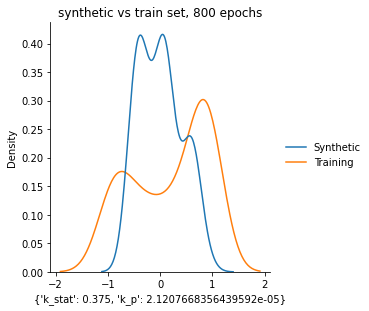 synthetic vs train set, 800 epochs
0.40
0.35
0.30
0.25
0.20
0.15
0.10
0.05
0.00
Density
−2
−1
0
1
2
{'k_stat': 0.375, 'k_p': 2.1207668356439592e-05}
Synthetic
Training